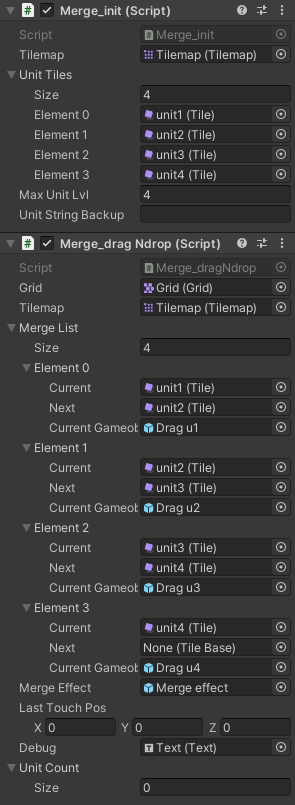 Merge_init (Script)
Script Merge_init
Tilemap Tilemap (Tilemap)
Unit Tiles
Size 4
Element 0 unit1 (Tile)
Element 1 unit2 (Tile)
Element 2 unit3 (Tile)
Element 3 unit4 (Tile)
Max Unit Lvl 4
Unit String Backup
Merge_drag Ndrop (Script)
Script Merge_dragNdrop
Grid Grid (Grid)
Tilemap Tilemap (Tilemap)
Merge List
Size 4
Element 0
Current unit1 (Tile)
Next unit2 (Tile)
Current Gameob Drag u1
Element 1
Current unit2 (Tile)
Next unit3 (Tile)
Current Gameob Drag u2
Element 2
Current unit3 (Tile)
Next unit4 (Tile)
Current Gameob Drag u3
Element 3
Current unit4 (Tile)
Next None (Tile Base)
Current Gameob Drag u4
Merge Effect Merge effect
Last Touch Pos
X 0 Y 0 Z 0
Debug Text (Text)
Unit Count
Size 0